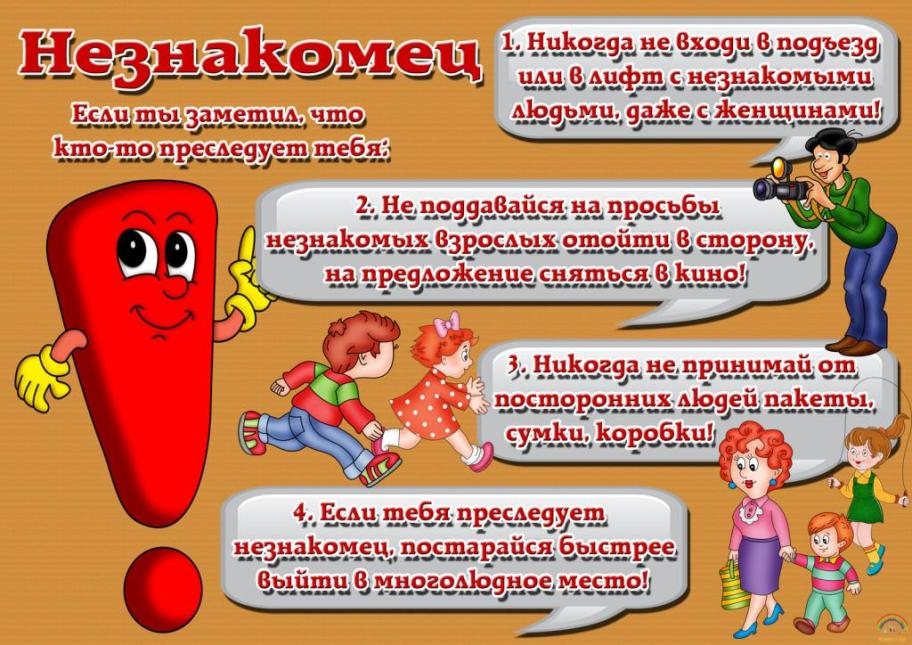 Незнакомец
Если ты заметил, что
кто-то преследует тебя:
1. Никогда не входи в подъезд
или в лифт с незнакомыми
людьми, даже с женщинами!
2. Не поддавайся на просьбы
незнакомых взрослых отойти в сторону,
на предложение сняться в кино!
3. Никогда не принимай от
посторонних людей пакеты,
сумки, коробки!
4. Если тебя преследует
незнакомец, постарайся быстрее
выйти в многолюдное место!